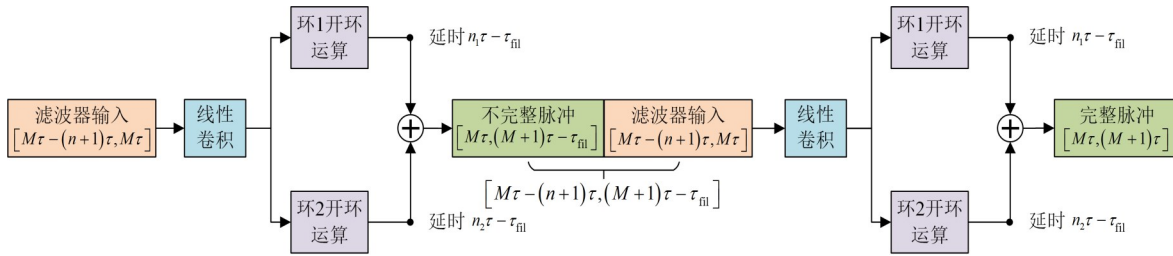 滤波器输入
[Mτ−(n+1)τ, Mτ]
线性
卷积
环1开环
运算
延时 n₁τ−τ_fil
环2开环
运算
延时 n₂τ−τ_fil
+
不完整脉冲
[Mτ,(M+1)τ−τ_fil]
滤波器输入
[Mτ−(n+1)τ, Mτ]
[Mτ−(n+1)τ,(M+1)τ−τ_fil]
线性
卷积
环1开环
运算
延时 n₁τ−τ_fil
环2开环
运算
延时 n₂τ−τ_fil
+
完整脉冲
[Mτ,(M+1)τ]